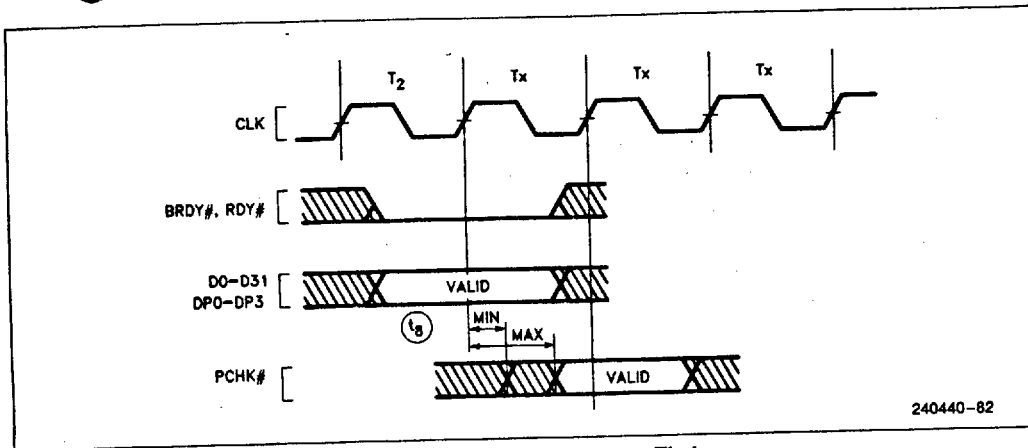 T2 Tx Tx Tx
CLK
BRDY#, RDY#
D0-D31
DP0-DP3
VALID
t8
MIN
MAX
PCHK#
VALID
240440-82